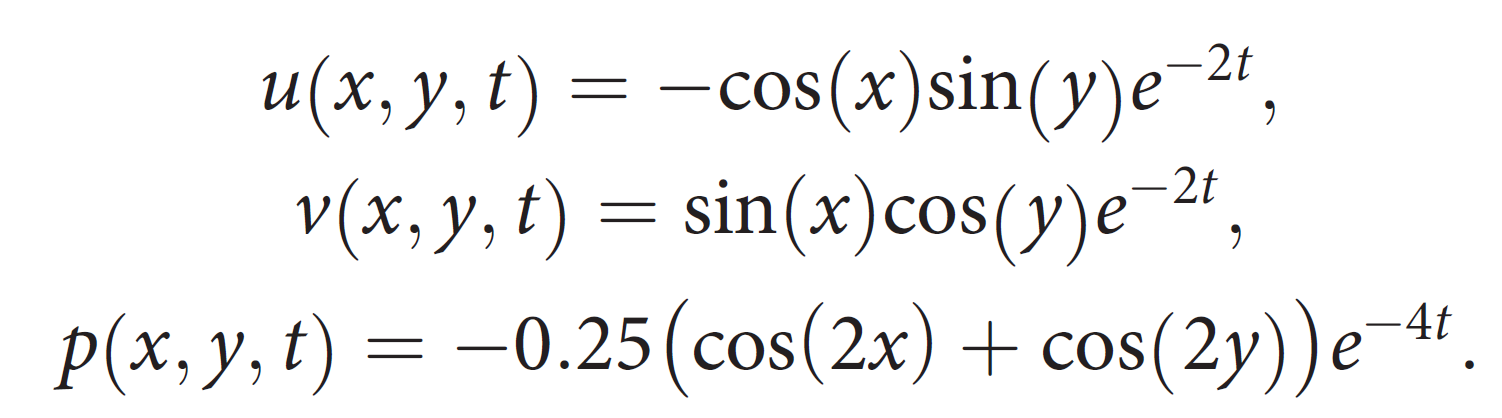 u(x, y, t) = −cos(x)sin(y)e^{−2t},
v(x, y, t) = sin(x)cos(y)e^{−2t},
p(x, y, t) = −0.25(cos(2x) + cos(2y))e^{−4t}.